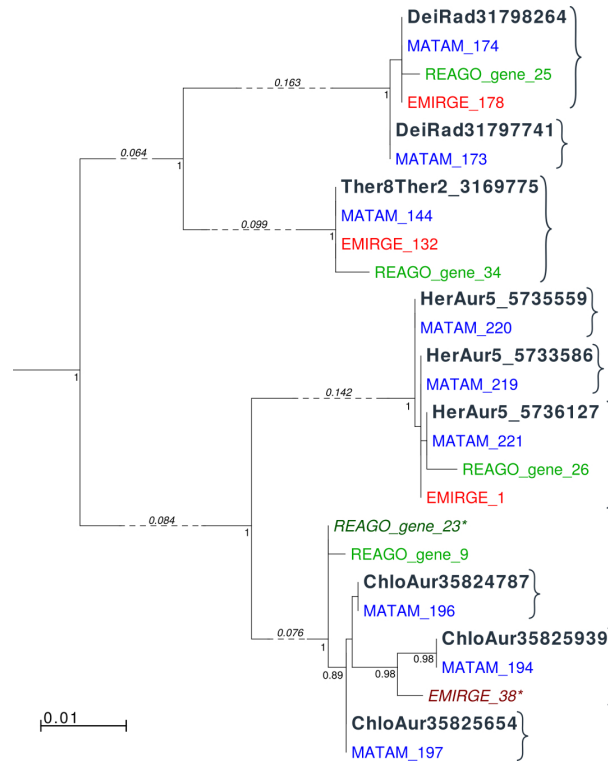 DeiRad31798264
MATAM_174
0.163
REAGO_gene_25
1
EMIRGE_178
DeiRad31797741
0.064
MATAM_173
1
Ther8Ther2_3169775
MATAM_144
0.099
1
EMIRGE_132
REAGO_gene_34
HerAur5_5735559
MATAM_220
HerAur5_5733586
1
MATAM_219
0.142
1
HerAur5_5736127
MATAM_221
REAGO_gene_26
EMIRGE_1
0.084
REAGO_gene_23*
1
REAGO_gene_9
ChloAur35824787
MATAM_196
0.076
1
ChloAur35825939
0.98
0.89
0.98
MATAM_194
EMIRGE_38*
0.01
ChloAur35825654
MATAM_197